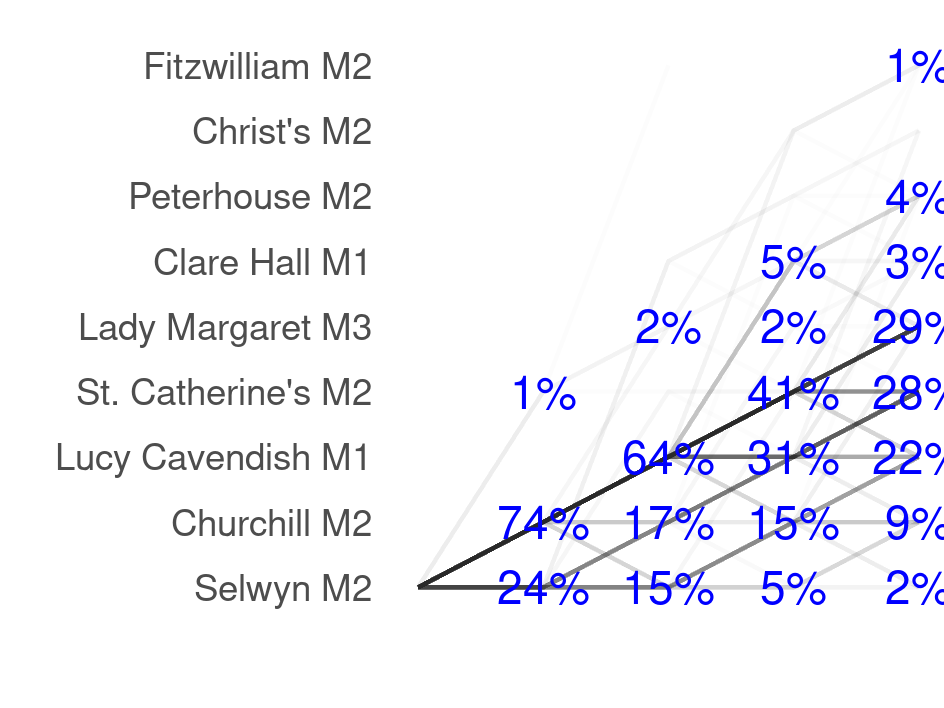 Fitzwilliam M2 1%
Christ's M2
Peterhouse M2 4%
Clare Hall M1 5% 3%
Lady Margaret M3 2% 2% 29%
St. Catherine's M2 1% 41% 28%
Lucy Cavendish M1 64% 31% 22%
Churchill M2 74% 17% 15% 9%
Selwyn M2 24% 15% 5% 2%